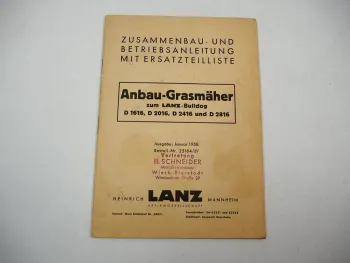 ZUSAMMENBAU- UND
BETRIEBSANLEITUNG
MIT ERSATZTEILLISTE
Anbau-Grasmäher
zum LANZ-Bulldog
D 1616, D 2016, D 2416 und D 2816
Ausgabe: Januar 1956
Vertretung
H. SCHNEIDER
HEINRICH LANZ MANNHEIM
AKTIENGESELLSCHAFT